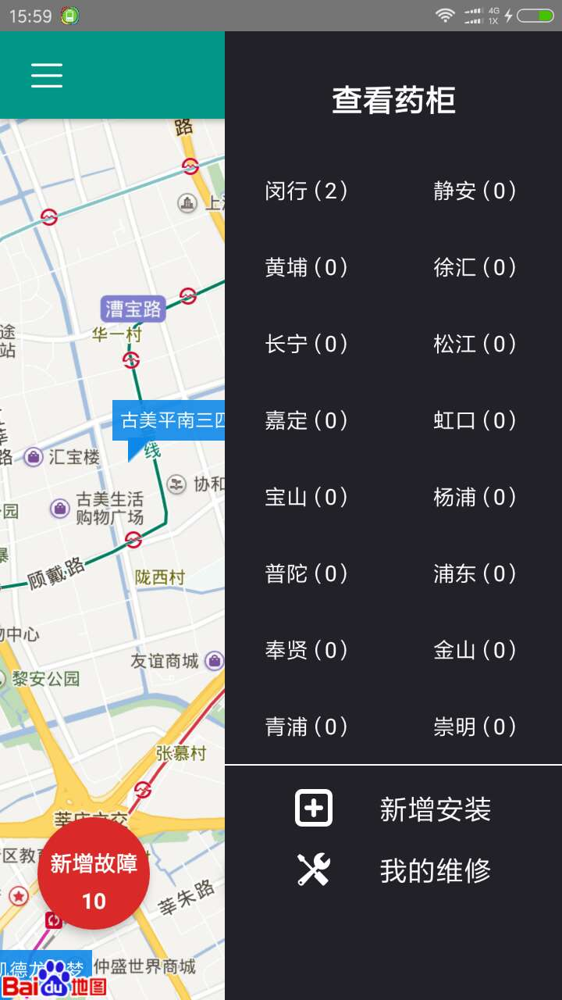 15:59
4G
1X
查看药柜
闵行(2)
静安(0)
黄埔(0)
徐汇(0)
长宁(0)
松江(0)
嘉定(0)
虹口(0)
宝山(0)
杨浦(0)
普陀(0)
浦东(0)
奉贤(0)
金山(0)
青浦(0)
崇明(0)
新增安装
我的维修
路
上
漕宝路
华一村
途
站
古美平南三四
线
莘
路
汇宝楼
协和
古美生活
购物广场
公园
顾戴路
陇西村
物中心
友谊商城
黎安公园
张慕村
莘庄立交
区教育
新增故障
10
莘朱路
凯德龙之梦
仲盛世界商城
Baidu地图